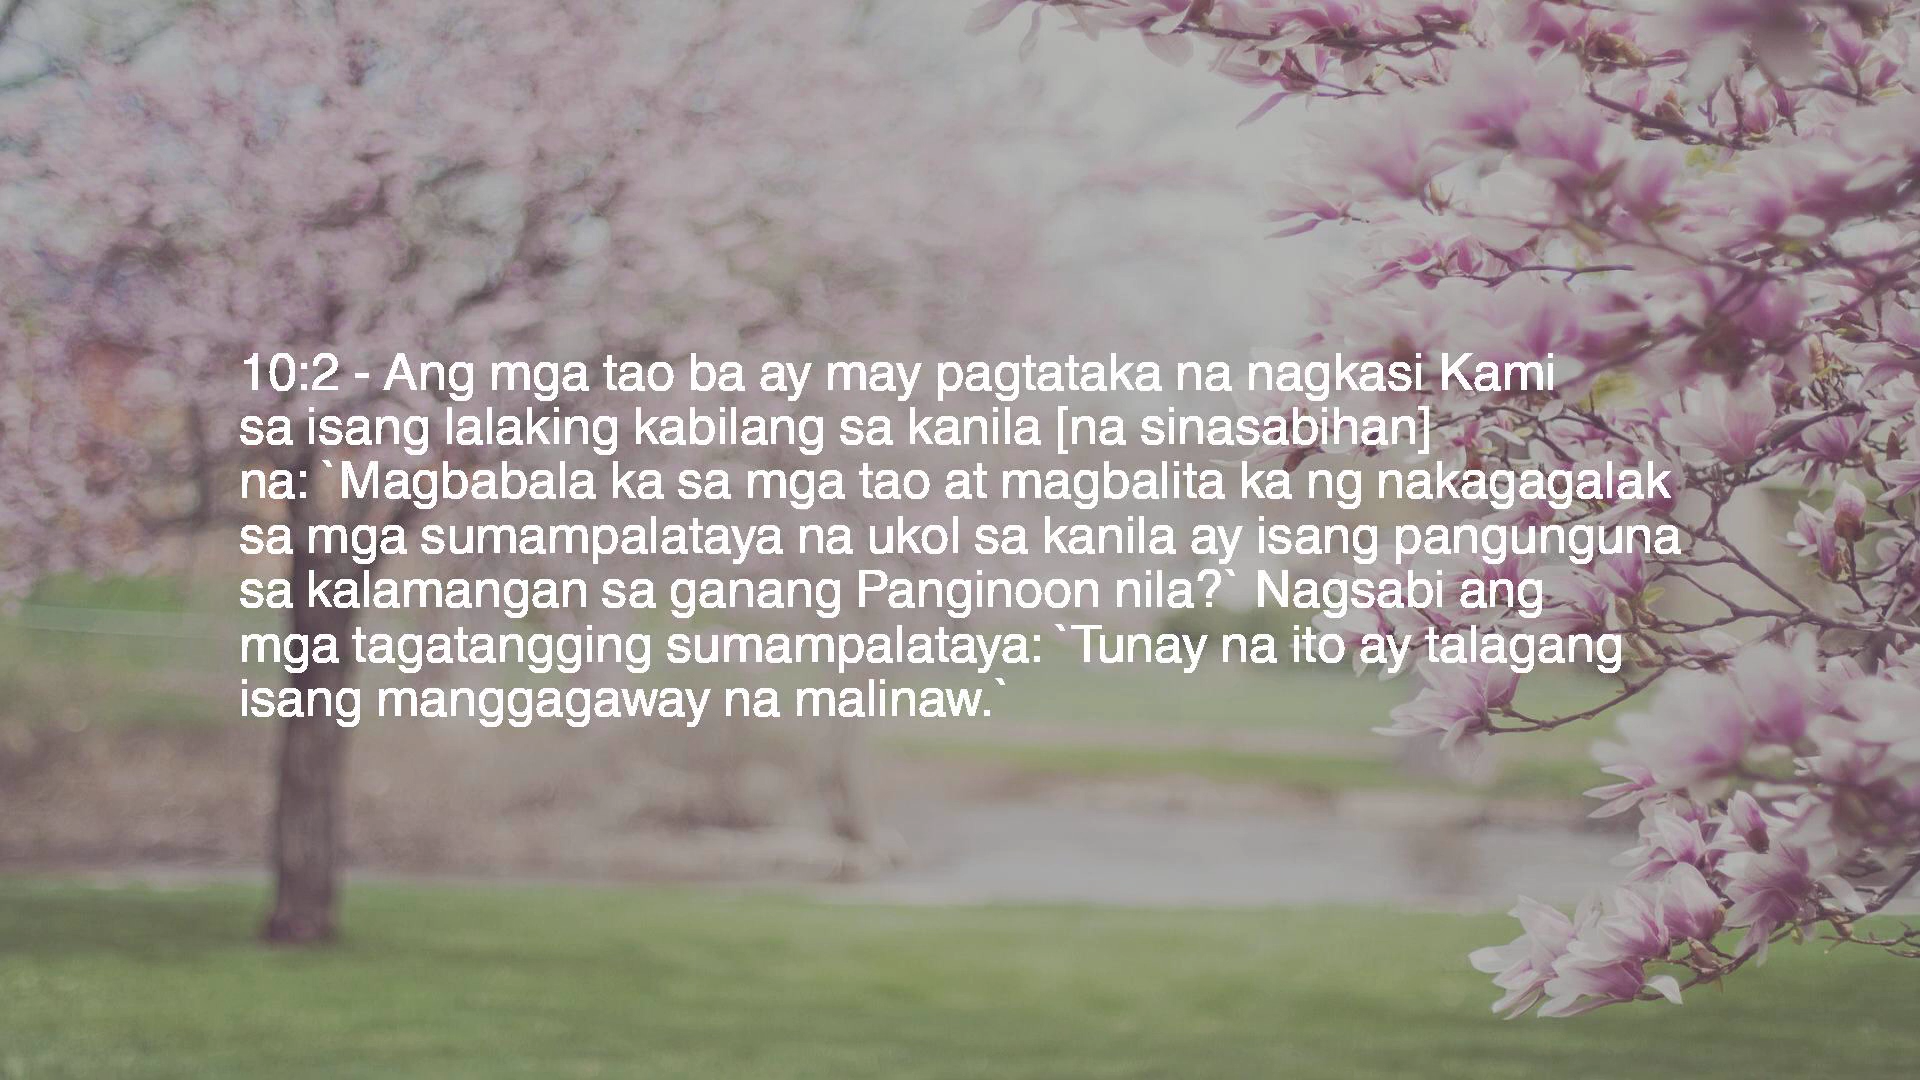 10:2 - Ang mga tao ba ay may pagtataka na nagkasi Kami
sa isang lalaking kabilang sa kanila [na sinasabihan]
na: `Magbabala ka sa mga tao at magbalita ka ng nakagagalak
sa mga sumampalataya na ukol sa kanila ay isang pangunguna
sa kalamangan sa ganang Panginoon nila?` Nagsabi ang
mga tagatangging sumampalataya: `Tunay na ito ay talagang
isang manggagaway na malinaw.`